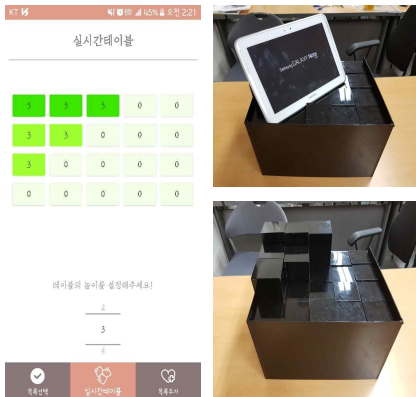 KT 45% 오전 2:21
실시간테이블
5 5 5 0 0
3 3 0 0 0
3 0 0 0 0
0 0 0 0 0
테이블의 높이를 설정해주세요!
2
3
4
목록선택 실시간테이블 목록추가
Samsung GALAXY Note